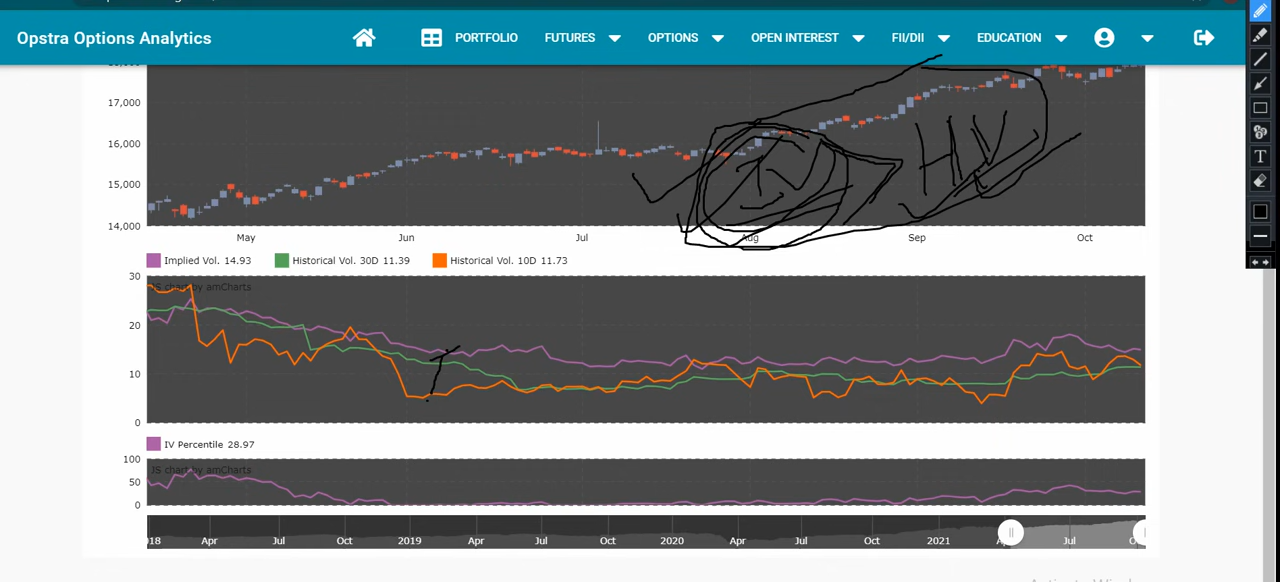 Opstra Options Analytics PORTFOLIO FUTURES OPTIONS OPEN INTEREST FII/DII EDUCATION
17,000
16,000
15,000
14,000
May Jun Jul Aug Sep Oct
Implied Vol. 14.93 Historical Vol. 30D 11.39 Historical Vol. 10D 11.73
30
JS chart by amCharts
20
10
0
IV Percentile 28.97
100
JS chart by amCharts
50
0
Apr Jul Oct 2019 Apr Jul Oct 2020 Apr Jul Oct 2021 Jul
T